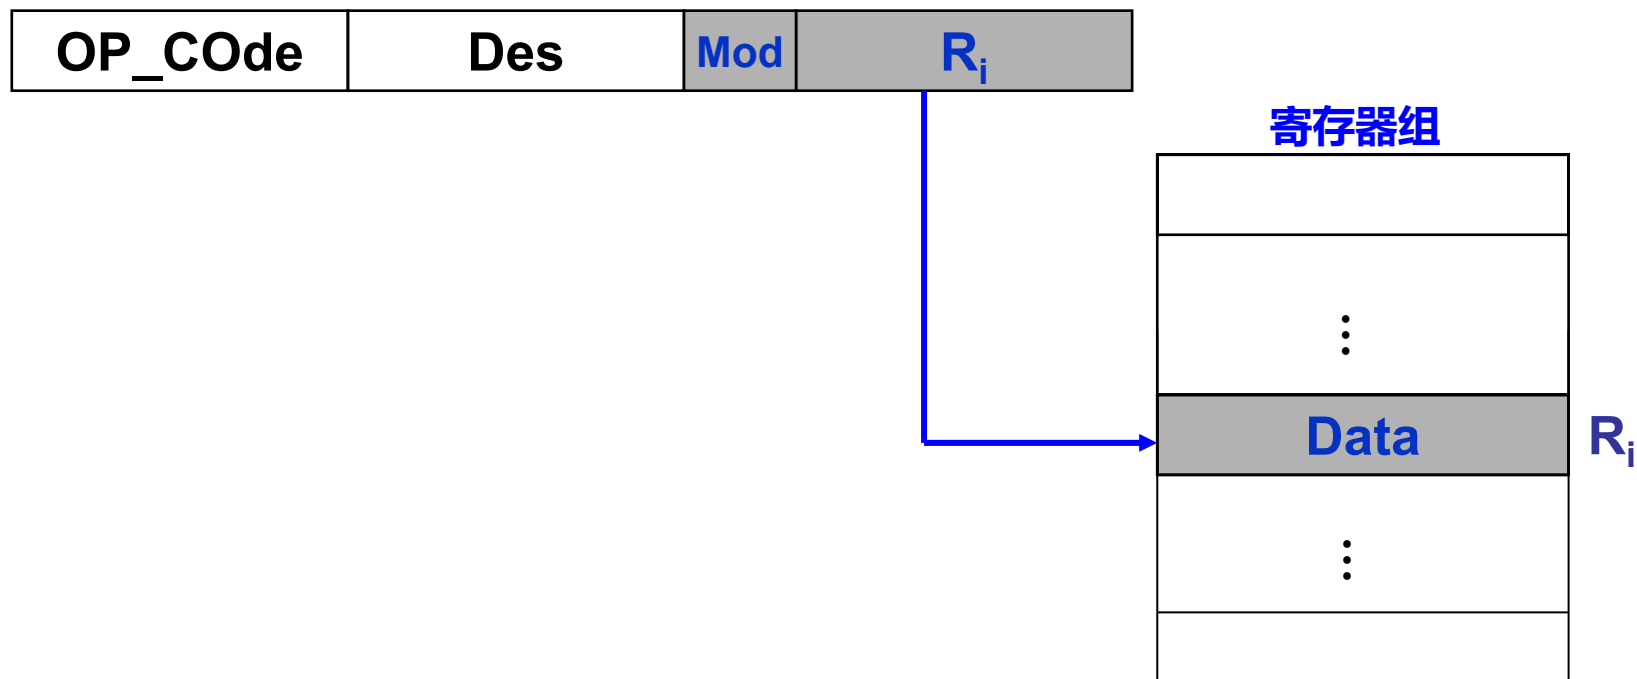 OP_COde Des Mod Ri
寄存器组
⋮
Data Ri
⋮